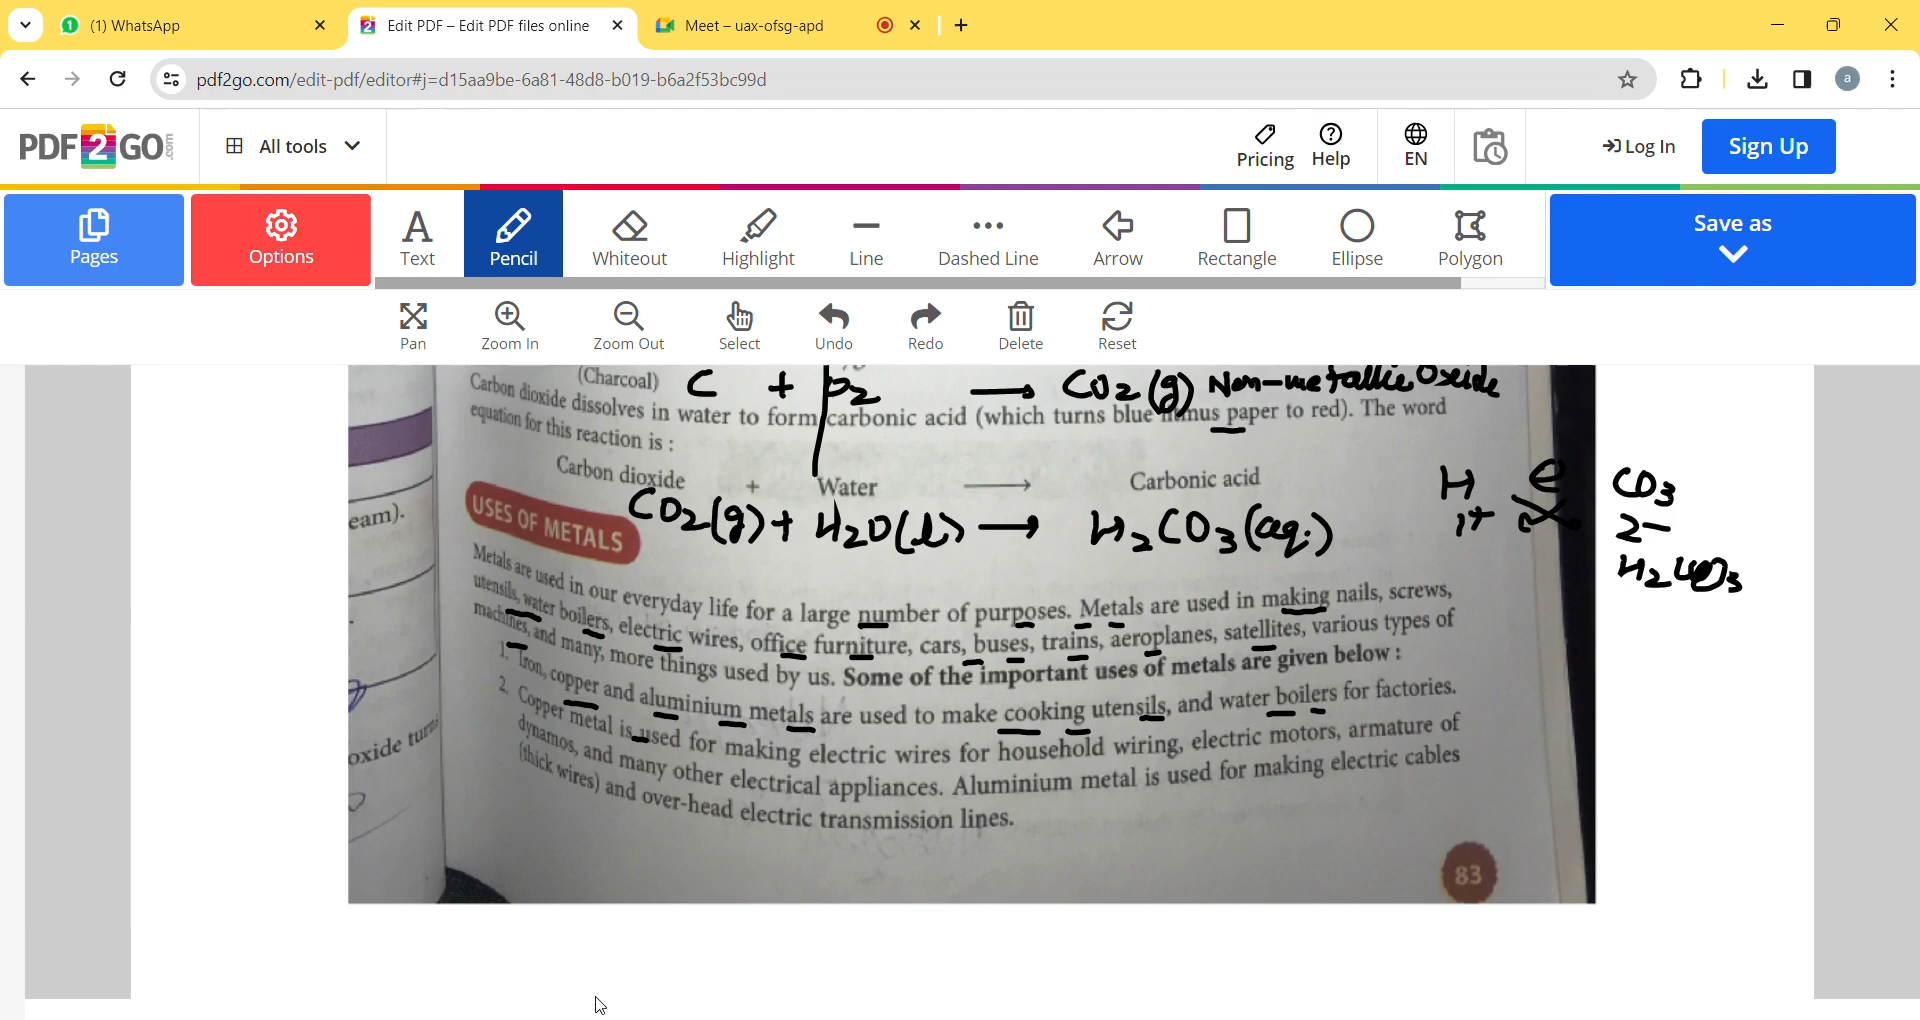 (1) WhatsApp
Edit PDF – Edit PDF files online
Meet – uax-ofsg-apd
pdf2go.com/edit-pdf/editor#j=d15aa9be-6a81-48d8-b019-b6a2f53bc99d
a
PDF2GO.com
All tools
Pricing
Help
EN
Log In
Sign Up
Pages
Options
Text
Pencil
Whiteout
Highlight
Line
Dashed Line
Arrow
Rectangle
Ellipse
Polygon
Save as
Pan
Zoom In
Zoom Out
Select
Undo
Redo
Delete
Reset
(Charcoal) C + O2 → CO2(g) Non-metallic Oxide
Carbon dioxide dissolves in water to form carbonic acid (which turns blue paper to red). The word
equation for this reaction is :
Carbon dioxide + Water → Carbonic acid
CO2(g) + H2O(l) → H2CO3(aq.)
H CO3
1+ 2−
H2CO3
USES OF METALS
Metals are used in our everyday life for a large number of purposes. Metals are used in making nails, screws,
utensils, water boilers, electric wires, office furniture, cars, buses, trains, aeroplanes, satellites, various types of
machines, and many, more things used by us. Some of the important uses of metals are given below :
1. Iron, copper and aluminium metals are used to make cooking utensils, and water boilers for factories.
2. Copper metal is used for making electric wires for household wiring, electric motors, armature of
dynamos, and many other electrical appliances. Aluminium metal is used for making electric cables
(thick wires) and over-head electric transmission lines.
83
eam).
oxide turns